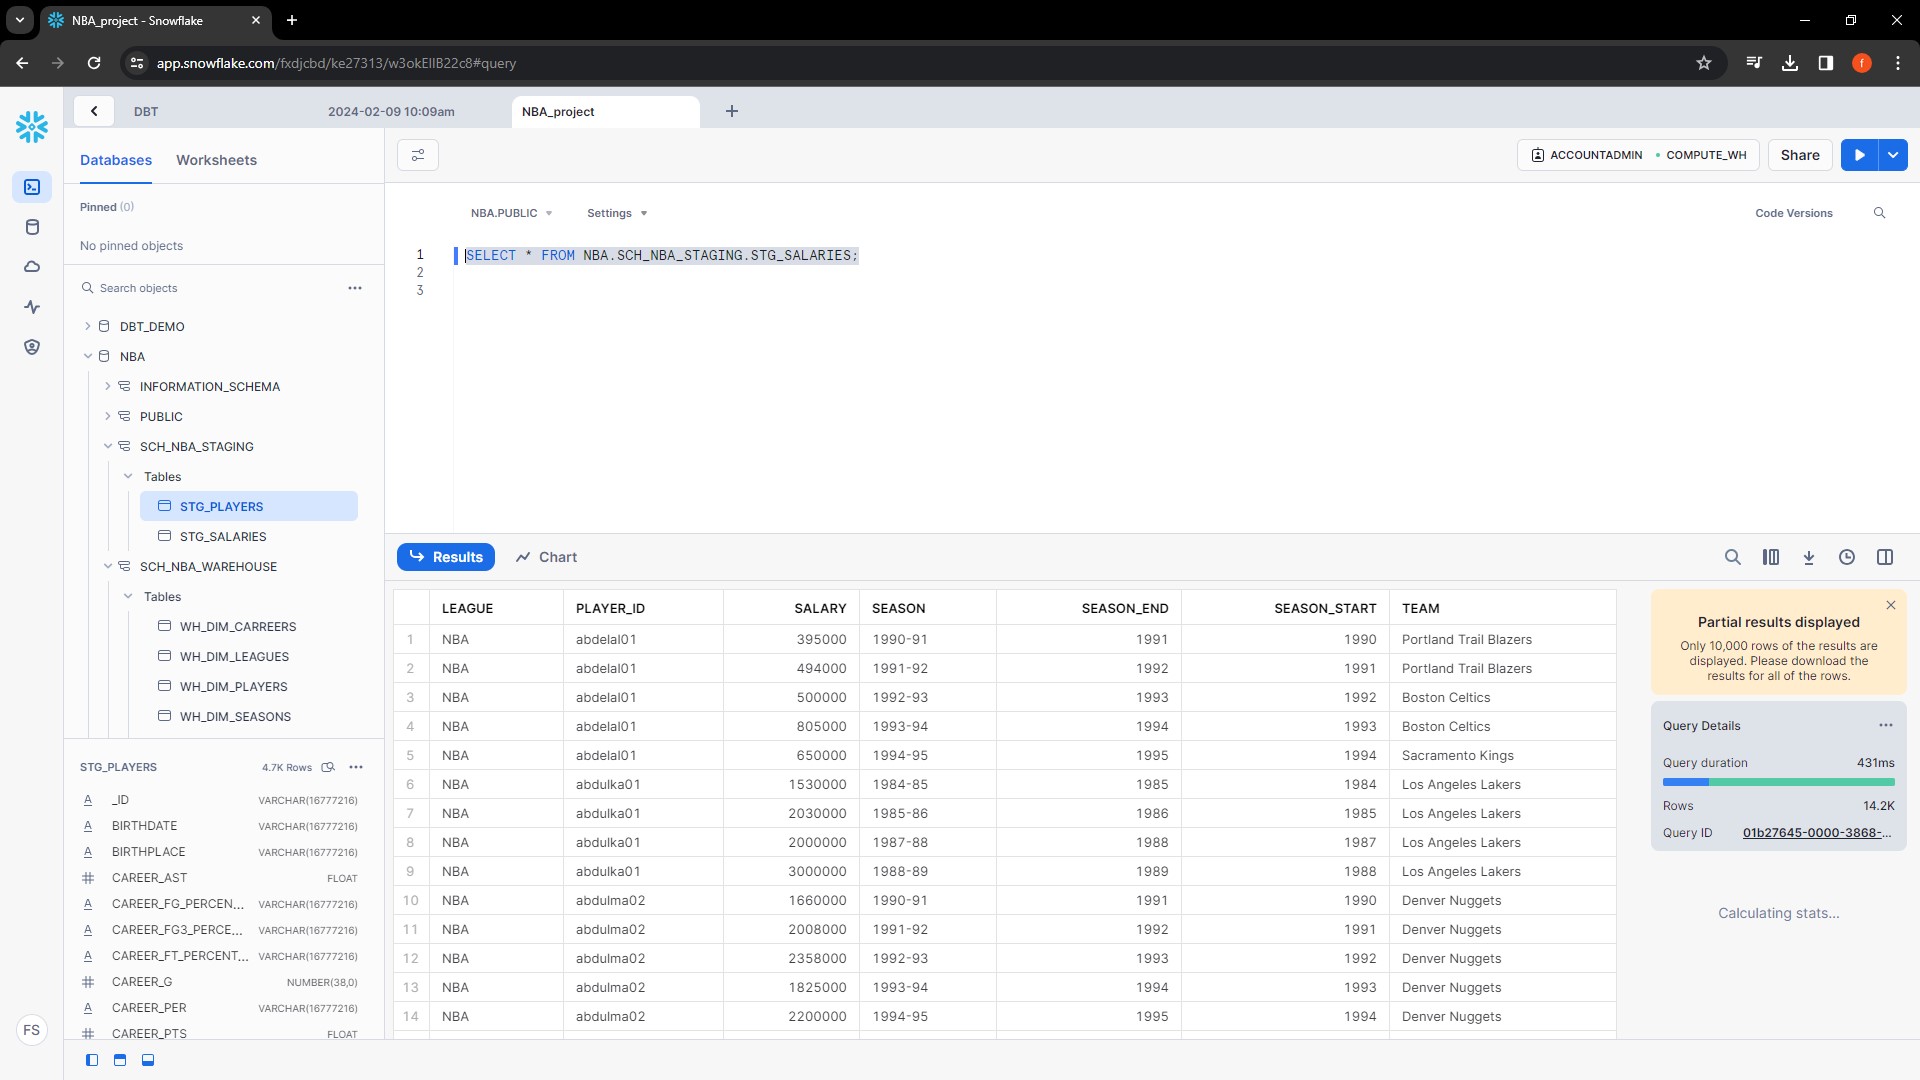 NBA_project - Snowflake
app.snowflake.com/fxdjcbd/ke27313/w3okEllB22c8#query
f
DBT
2024-02-09 10:09am
NBA_project
Databases
Worksheets
ACCOUNTADMIN
COMPUTE_WH
Share
Pinned (0)
No pinned objects
NBA.PUBLIC
Settings
Code Versions
1 SELECT * FROM NBA.SCH_NBA_STAGING.STG_SALARIES;
2
3
Search objects
DBT_DEMO
NBA
INFORMATION_SCHEMA
PUBLIC
SCH_NBA_STAGING
Tables
STG_PLAYERS
STG_SALARIES
SCH_NBA_WAREHOUSE
Tables
WH_DIM_CARREERS
WH_DIM_LEAGUES
WH_DIM_PLAYERS
WH_DIM_SEASONS
STG_PLAYERS 4.7K Rows
A _ID VARCHAR(16777216)
A BIRTHDATE VARCHAR(16777216)
A BIRTHPLACE VARCHAR(16777216)
# CAREER_AST FLOAT
A CAREER_FG_PERCEN... VARCHAR(16777216)
A CAREER_FG3_PERCE... VARCHAR(16777216)
A CAREER_FT_PERCENT... VARCHAR(16777216)
# CAREER_G NUMBER(38,0)
A CAREER_PER VARCHAR(16777216)
# CAREER_PTS FLOAT
FS
Results
Chart
LEAGUE PLAYER_ID SALARY SEASON SEASON_END SEASON_START TEAM
1 NBA abdelal01 395000 1990-91 1991 1990 Portland Trail Blazers
2 NBA abdelal01 494000 1991-92 1992 1991 Portland Trail Blazers
3 NBA abdelal01 500000 1992-93 1993 1992 Boston Celtics
4 NBA abdelal01 805000 1993-94 1994 1993 Boston Celtics
5 NBA abdelal01 650000 1994-95 1995 1994 Sacramento Kings
6 NBA abdulka01 1530000 1984-85 1985 1984 Los Angeles Lakers
7 NBA abdulka01 2030000 1985-86 1986 1985 Los Angeles Lakers
8 NBA abdulka01 2000000 1987-88 1988 1987 Los Angeles Lakers
9 NBA abdulka01 3000000 1988-89 1989 1988 Los Angeles Lakers
10 NBA abdulma02 1660000 1990-91 1991 1990 Denver Nuggets
11 NBA abdulma02 2008000 1991-92 1992 1991 Denver Nuggets
12 NBA abdulma02 2358000 1992-93 1993 1992 Denver Nuggets
13 NBA abdulma02 1825000 1993-94 1994 1993 Denver Nuggets
14 NBA abdulma02 2200000 1994-95 1995 1994 Denver Nuggets
Partial results displayed
Only 10,000 rows of the results are
displayed. Please download the
results for all of the rows.
Query Details
Query duration 431ms
Rows 14.2K
Query ID 01b27645-0000-3868-...
Calculating stats...